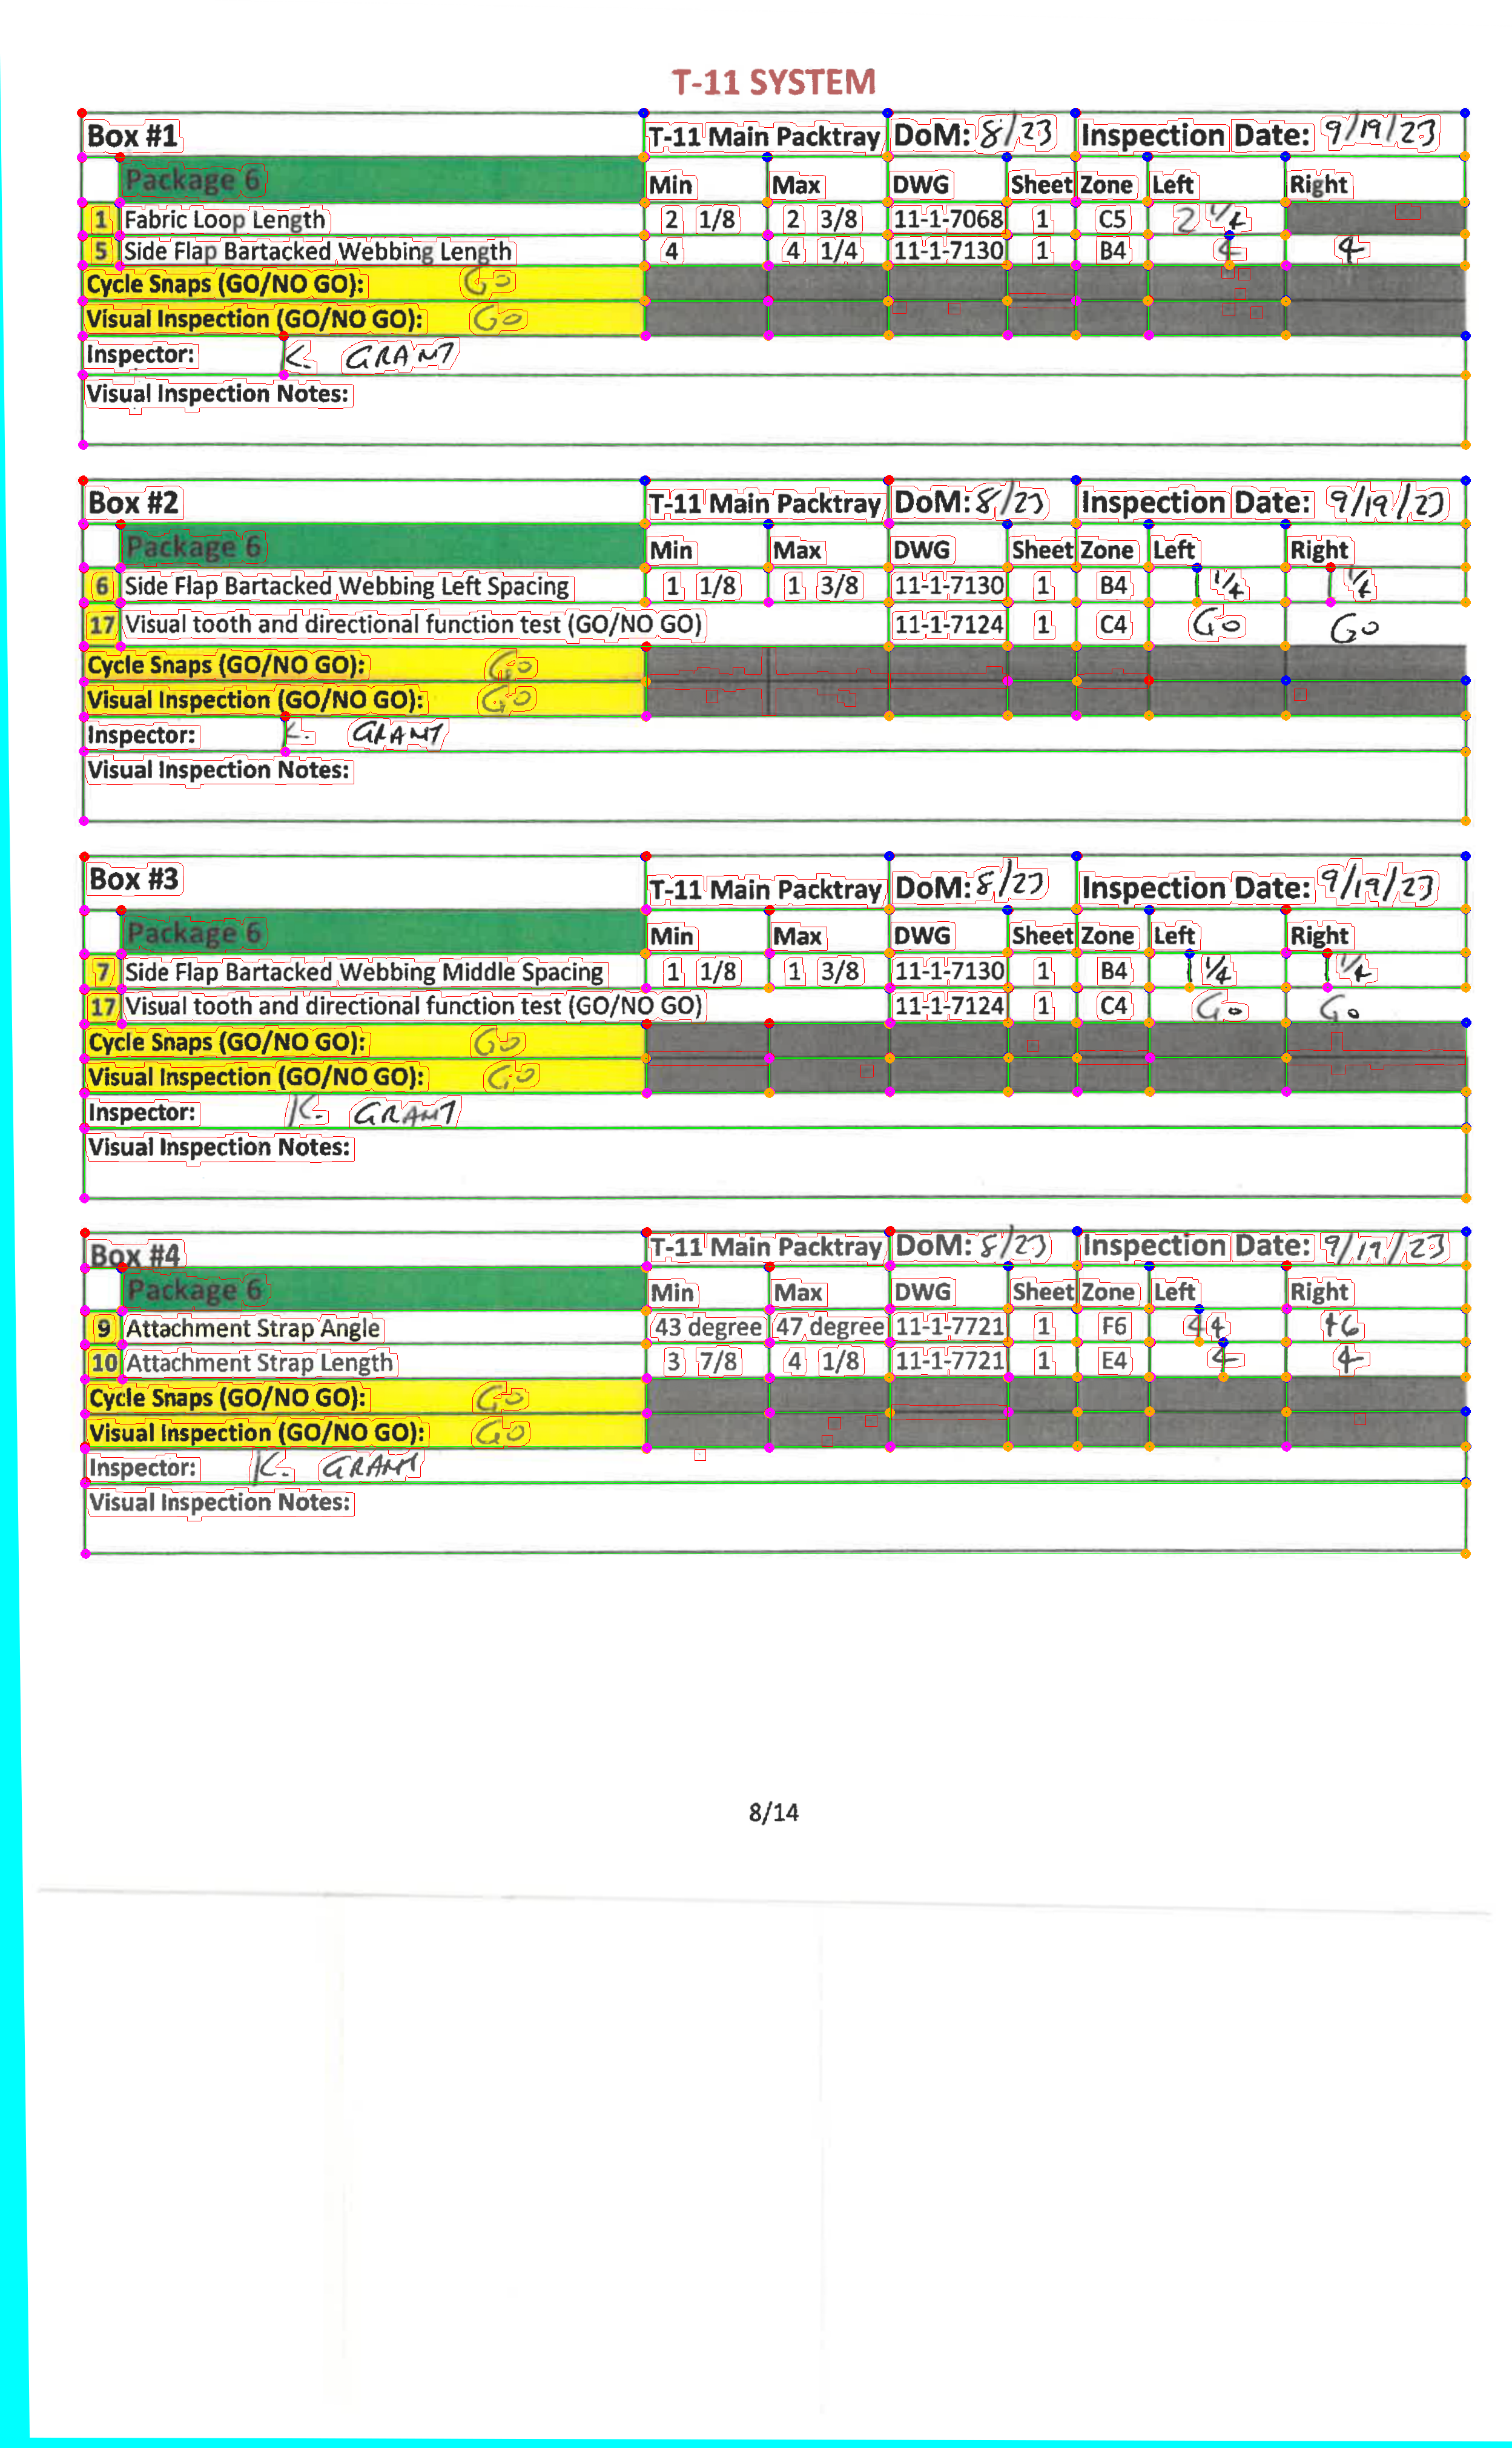 T-11 SYSTEM
Box #1 T-11 Main Packtray DoM: 8/23 Inspection Date: 9/19/23
Package 6 Min Max DWG Sheet Zone Left Right
1 Fabric Loop Length 2 1/8 2 3/8 11-1-7068 1 C5 2 1/4
5 Side Flap Bartacked Webbing Length 4 4 1/4 11-1-7130 1 B4 4 4
Cycle Snaps (GO/NO GO): Go
Visual Inspection (GO/NO GO): Go
Inspector: K. GRANT
Visual Inspection Notes:
Box #2 T-11 Main Packtray DoM: 8/23 Inspection Date: 9/19/23
Package 6 Min Max DWG Sheet Zone Left Right
6 Side Flap Bartacked Webbing Left Spacing 1 1/8 1 3/8 11-1-7130 1 B4 1 1/4 1 1/4
17 Visual tooth and directional function test (GO/NO GO) 11-1-7124 1 C4 Go Go
Cycle Snaps (GO/NO GO): Go
Visual Inspection (GO/NO GO): Go
Inspector: K. GRANT
Visual Inspection Notes:
Box #3 T-11 Main Packtray DoM: 8/23 Inspection Date: 9/19/23
Package 6 Min Max DWG Sheet Zone Left Right
7 Side Flap Bartacked Webbing Middle Spacing 1 1/8 1 3/8 11-1-7130 1 B4 1 1/4 1 1/4
17 Visual tooth and directional function test (GO/NO GO) 11-1-7124 1 C4 Go Go
Cycle Snaps (GO/NO GO): Go
Visual Inspection (GO/NO GO): Go
Inspector: K. GRANT
Visual Inspection Notes:
Box #4 T-11 Main Packtray DoM: 8/23 Inspection Date: 9/19/23
Package 6 Min Max DWG Sheet Zone Left Right
9 Attachment Strap Angle 43 degree 47 degree 11-1-7721 1 F6 44 46
10 Attachment Strap Length 3 7/8 4 1/8 11-1-7721 1 E4 4 4
Cycle Snaps (GO/NO GO): Go
Visual Inspection (GO/NO GO): Go
Inspector: K. GRANT
Visual Inspection Notes:
8/14